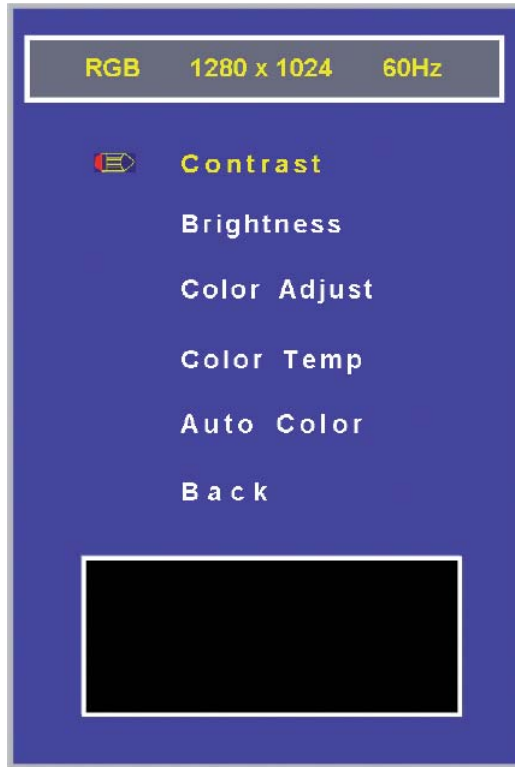 RGB 1280 x 1024 60Hz
Contrast
Brightness
Color Adjust
Color Temp
Auto Color
Back